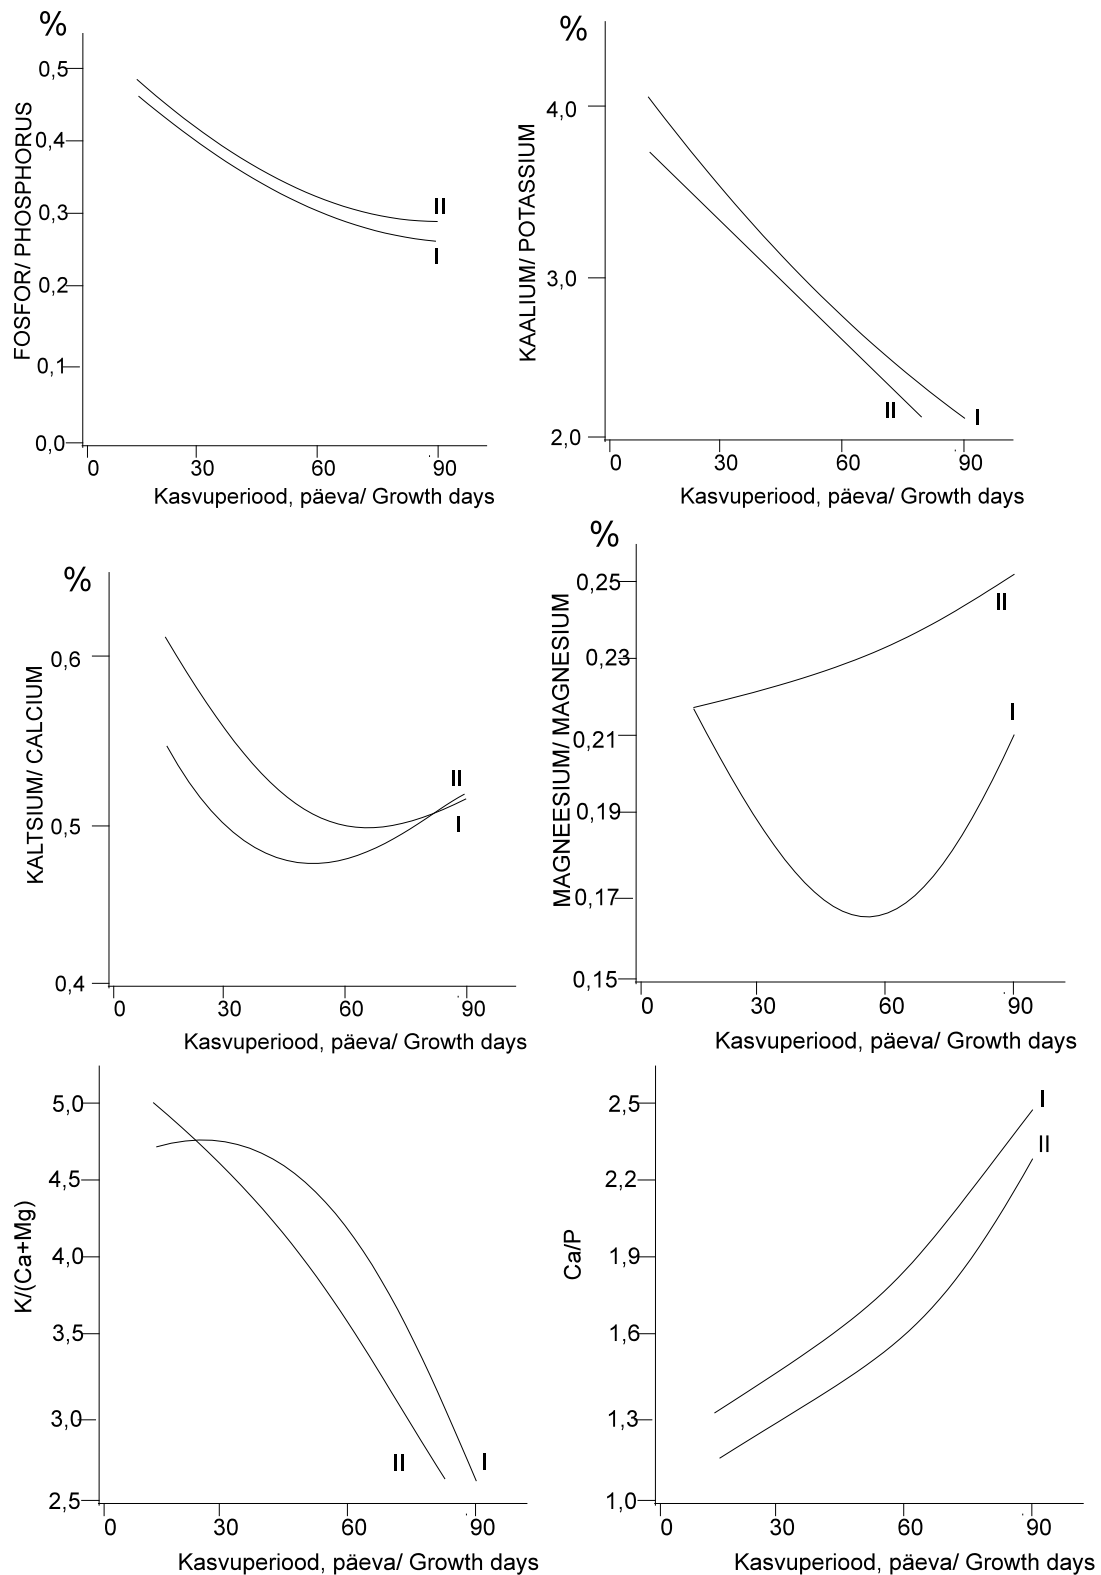 %
FOSFOR/ PHOSPHORUS
0,5
0,4
0,3
0,2
0,1
0,0
II
I
0 30 60 90
Kasvuperiood, päeva/ Growth days
%
KAALIUM/ POTASSIUM
4,0
3,0
2,0
II
I
0 30 60 90
Kasvuperiood, päeva/ Growth days
%
KALTSIUM/ CALCIUM
0,6
0,5
0,4
II
I
0 30 60 90
Kasvuperiood, päeva/ Growth days
%
MAGNEESIUM/ MAGNESIUM
0,25
0,23
0,21
0,19
0,17
0,15
II
I
0 30 60 90
Kasvuperiood, päeva/ Growth days
K/(Ca+Mg)
5,0
4,5
4,0
3,5
3,0
2,5
II
I
0 30 60 90
Kasvuperiood, päeva/ Growth days
Ca/P
2,5
2,2
1,9
1,6
1,3
1,0
I
II
0 30 60 90
Kasvuperiood, päeva/ Growth days